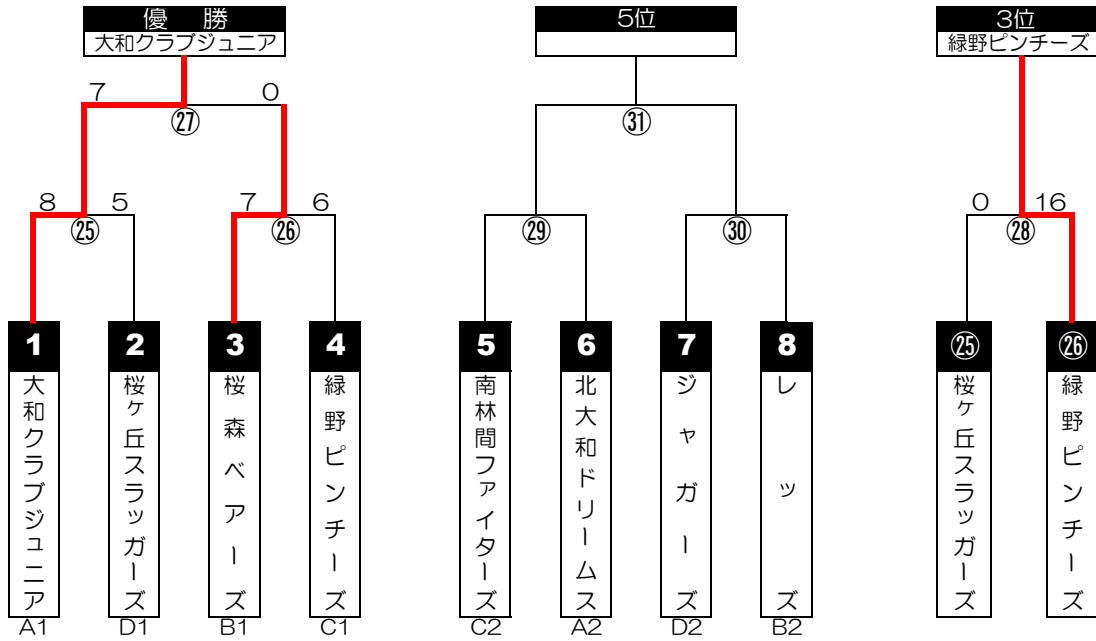 優 勝
大和クラブジュニア
7 0
㉗
8 5 7 6
㉕ ㉖
1 2 3 4
大和クラブジュニア
桜ヶ丘スラッガーズ
桜森ベアーズ
緑野ピンチーズ
A1 D1 B1 C1
5位
㉛
㉙ ㉚
5 6 7 8
南林間ファイターズ
北大和ドリームス
ジャガーズ
レッズ
C2 A2 D2 B2
3位
緑野ピンチーズ
0 16
㉘
㉕ ㉖
桜ヶ丘スラッガーズ
緑野ピンチーズ